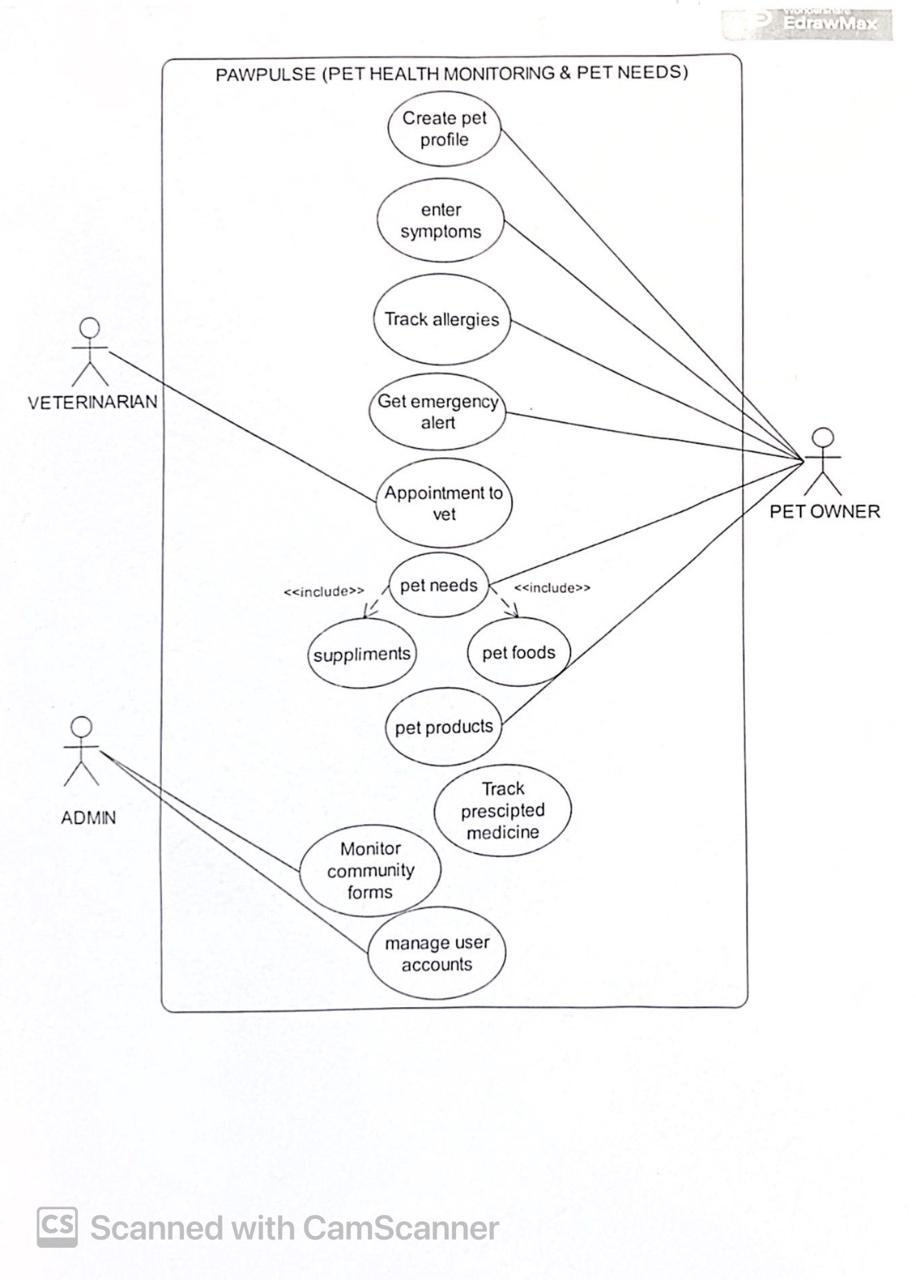 Wondershare
EdrawMax
PAWPULSE (PET HEALTH MONITORING & PET NEEDS)
Create pet
profile
enter
symptoms
Track allergies
VETERINARIAN
Get emergency
alert
PET OWNER
Appointment to
vet
pet needs
<<include>>
<<include>>
suppliments
pet foods
pet products
ADMIN
Track
prescipted
medicine
Monitor
community
forms
manage user
accounts
CS Scanned with CamScanner